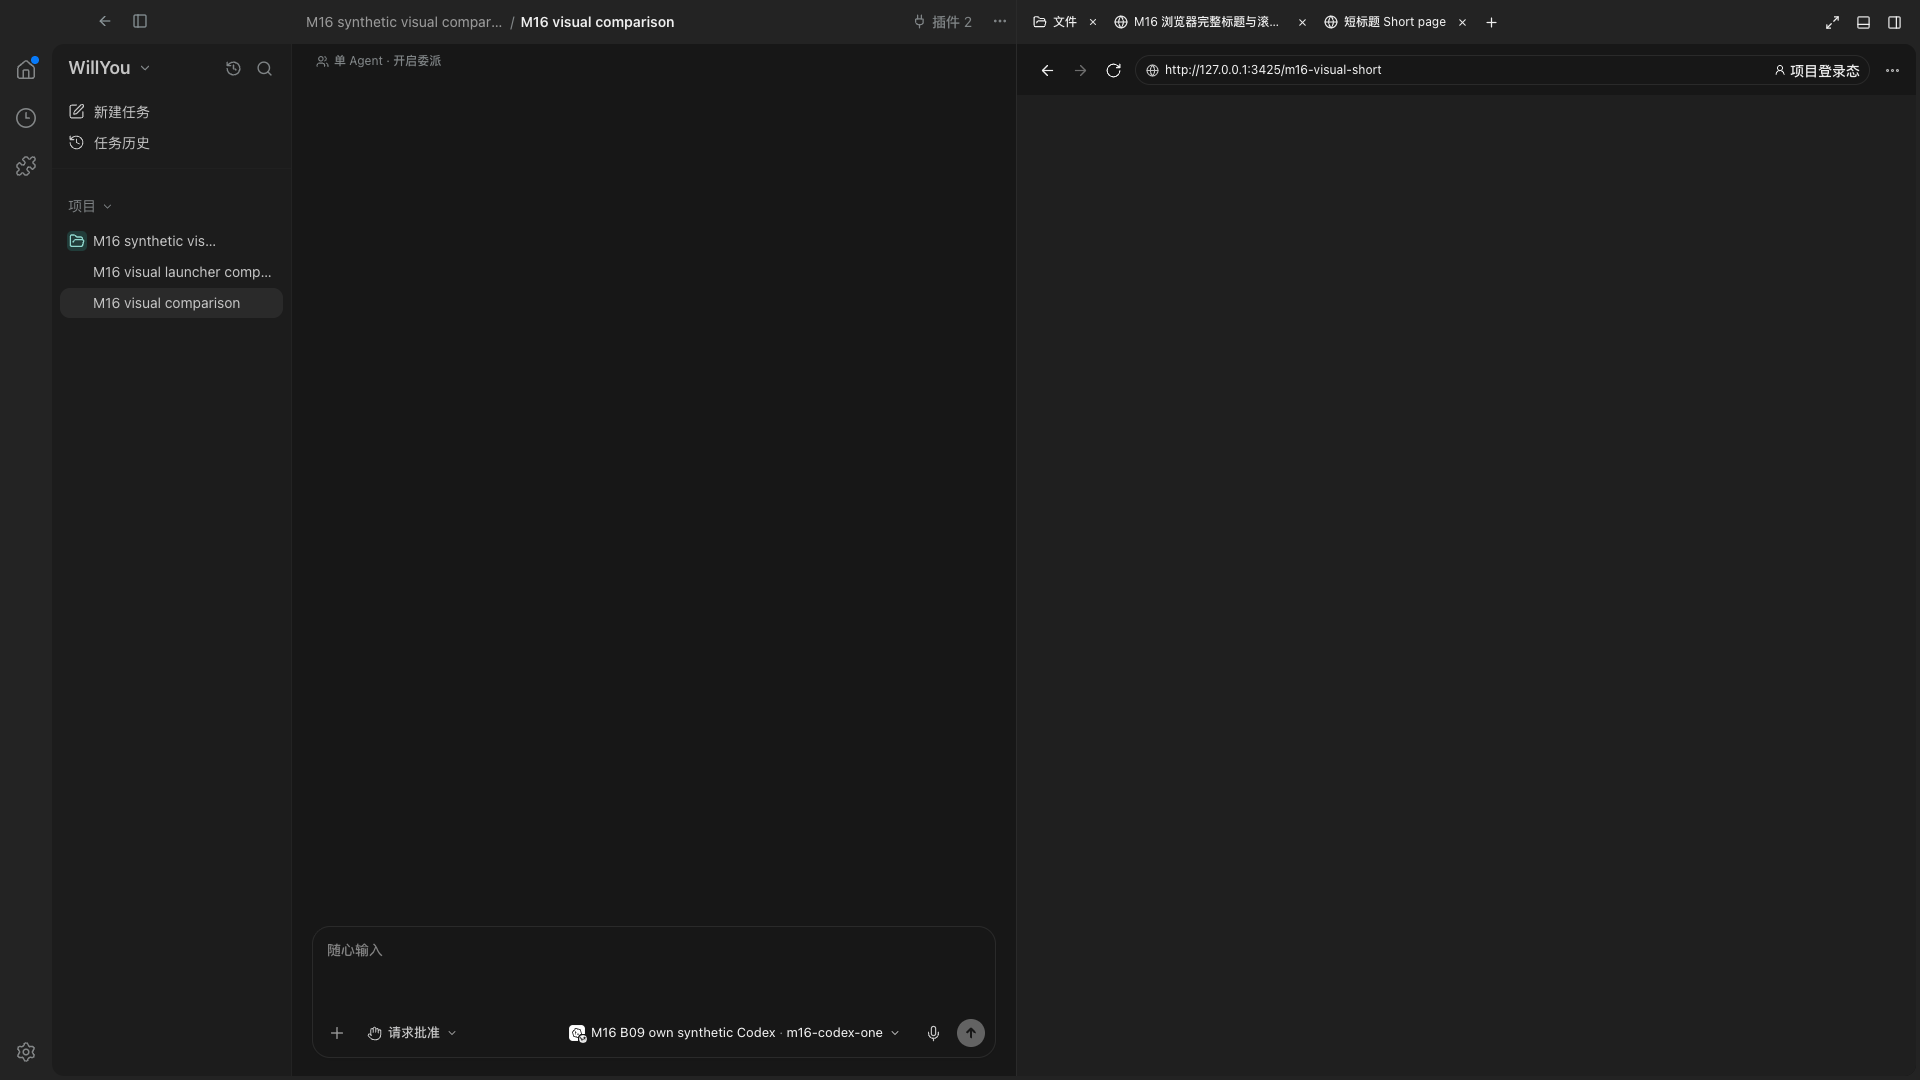 M16 synthetic visual compar... / M16 visual comparison
插件 2
文件
M16 浏览器完整标题与滚...
短标题 Short page
WillYou
新建任务
任务历史
项目
M16 synthetic vis...
M16 visual launcher comp...
M16 visual comparison
单 Agent · 开启委派
http://127.0.0.1:3425/m16-visual-short
项目登录态
随心输入
请求批准
M16 B09 own synthetic Codex · m16-codex-one